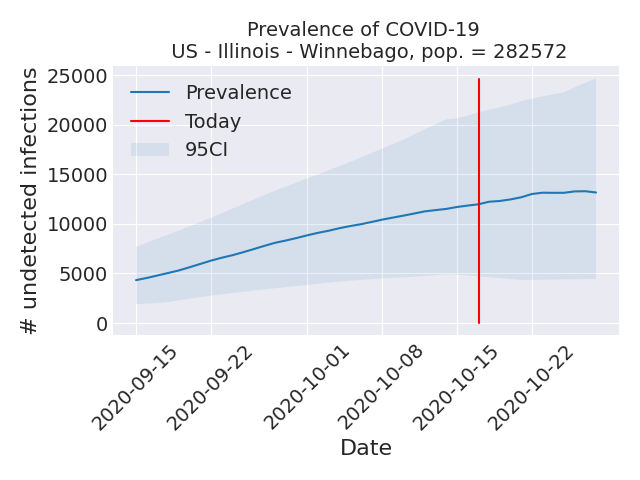 Prevalence of COVID-19
US - Illinois - Winnebago, pop. = 282572
# undetected infections
25000
20000
15000
10000
5000
0
Prevalence
Today
95CI
2020-09-15
2020-09-22
2020-10-01
2020-10-08
2020-10-15
2020-10-22
Date